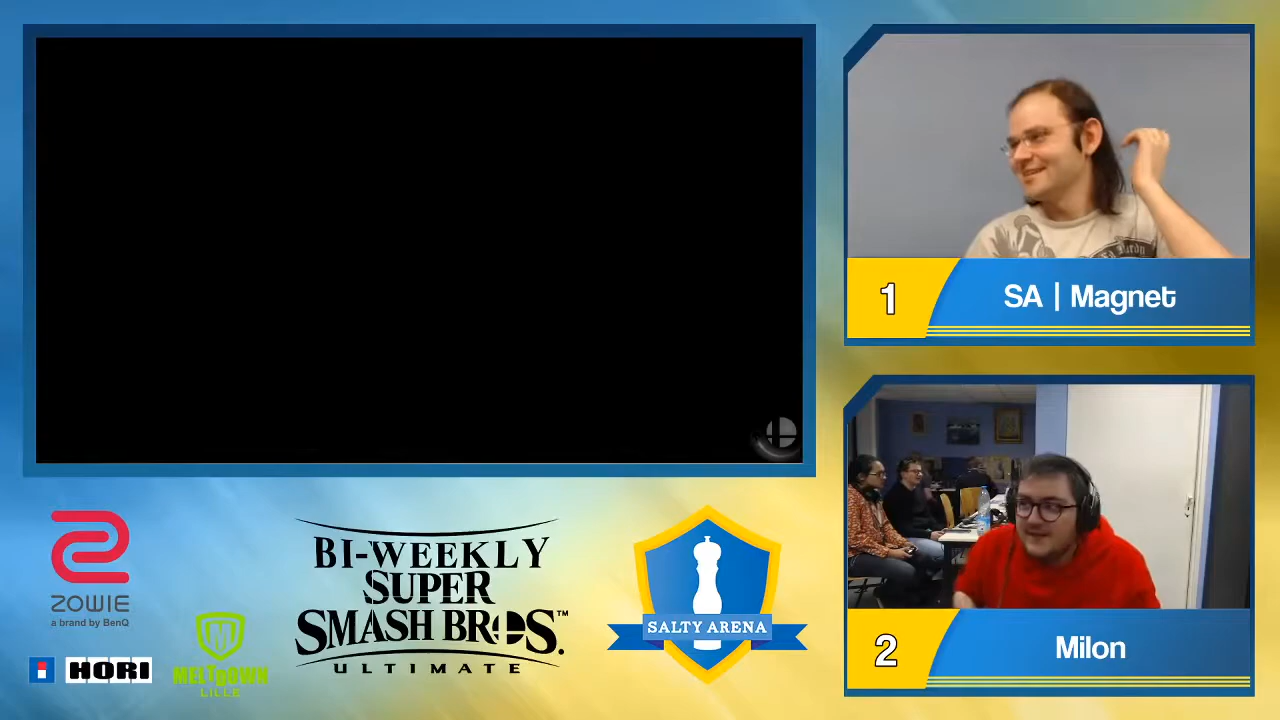 1
SA | Magnet
2
Milon
ZOWIE
a brand by BenQ
HORI
M
MELTDOWN
LILLE
BI-WEEKLY
SUPER
SMASH BROS.™
ULTIMATE
SALTY ARENA